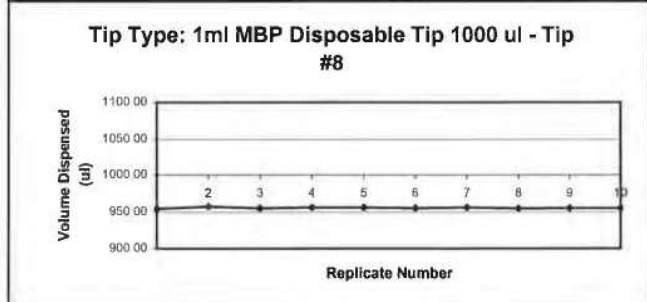 Tip Type: 1ml MBP Disposable Tip 1000 ul - Tip
#8
Volume Dispensed
(ul)
1100 00
1050 00
1000 00
950 00
900 00
2 3 4 5 6 7 8 9 10
Replicate Number